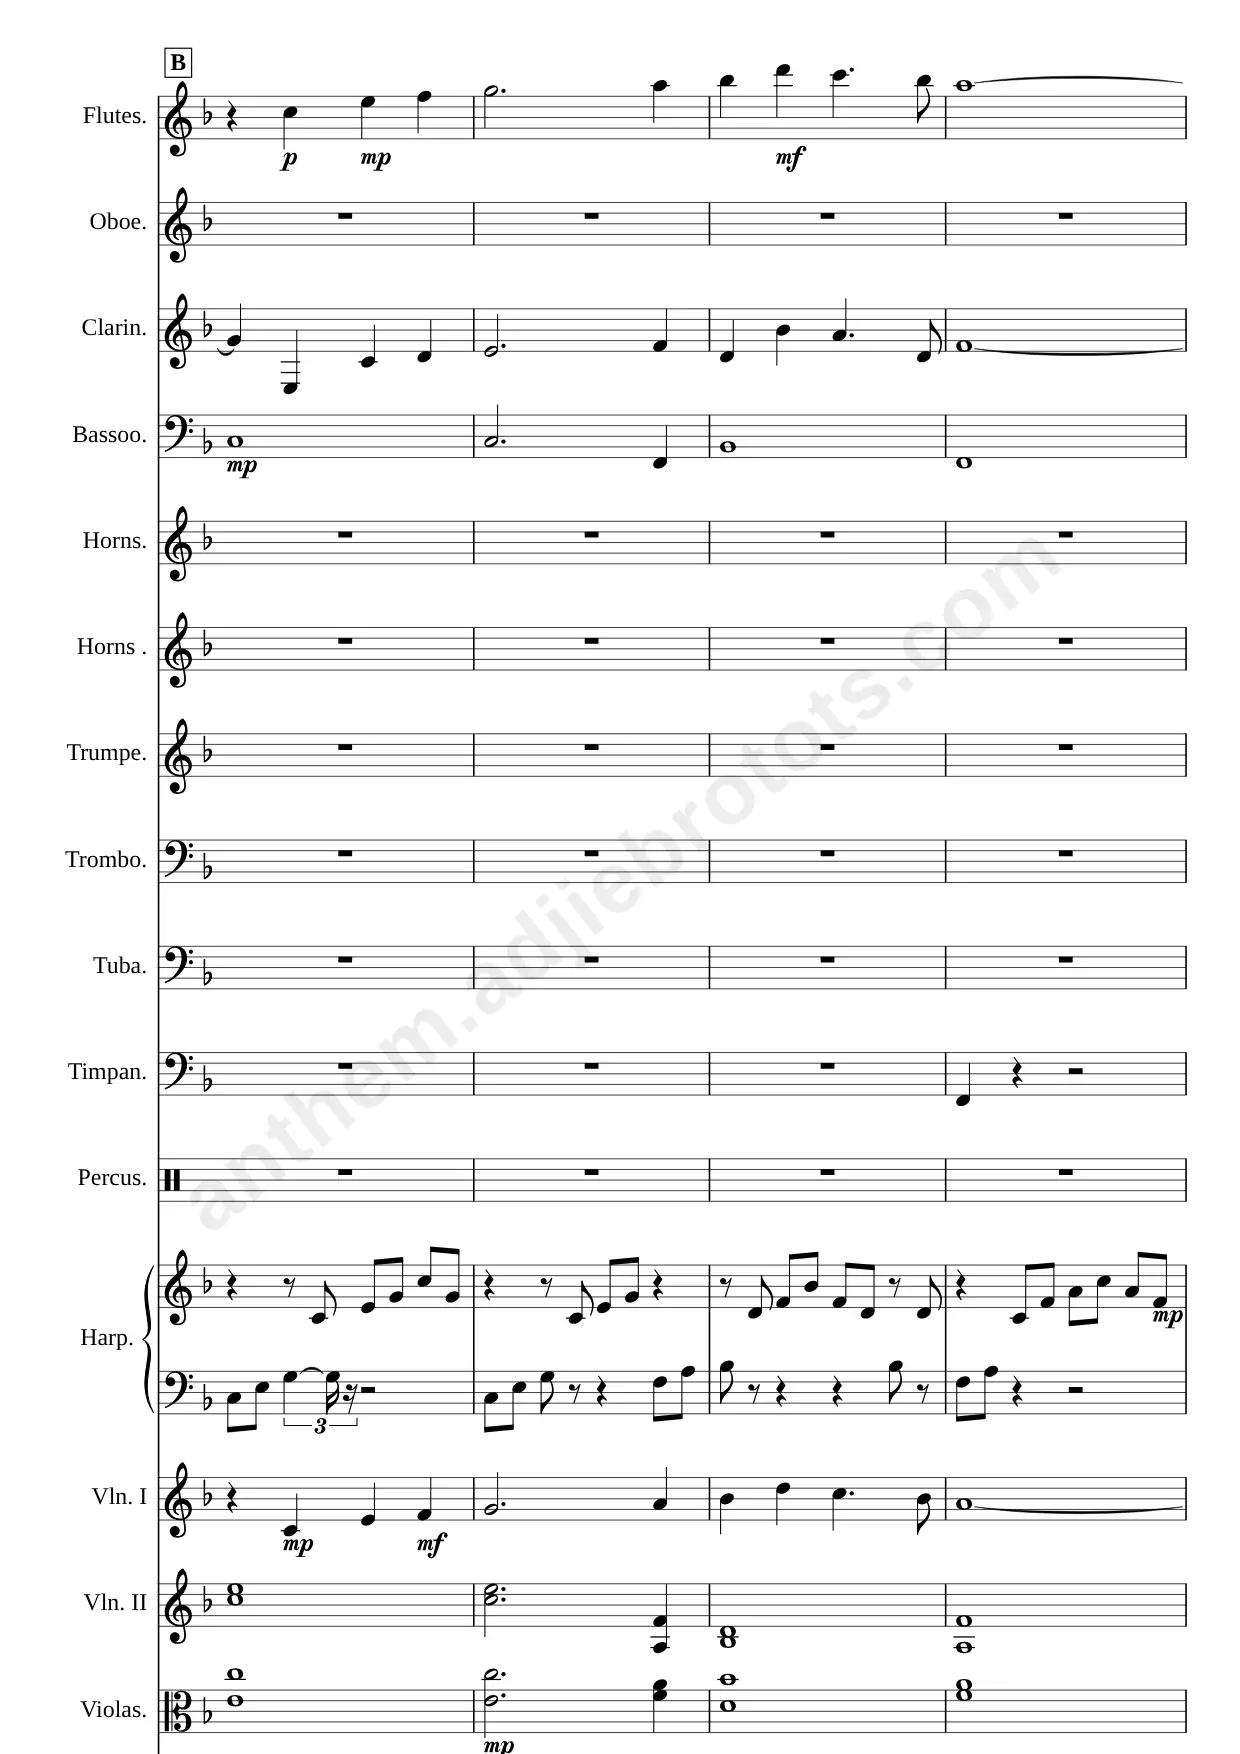 B
Flutes.
p mp mf
Oboe.
Clarin.
Bassoo.
mp
Horns.
Horns .
Trumpe.
Trombo.
Tuba.
Timpan.
Percus.
mp
Harp.
3
Vln. I
mp mf
Vln. II
Violas.
mp
anthem.adjiebrotots.com